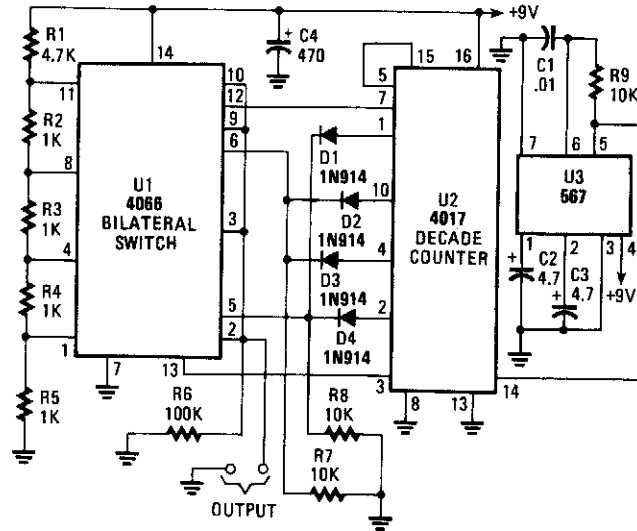 +9V
R1
4.7K
14
+ C4
470
15
16
5
C1
.01
R9
10K
11
10
12
9
6
7
1
7
6
5
R2
1K
8
U1
4066
BILATERAL
SWITCH
D1
1N914
10
U2
4017
DECADE
COUNTER
U3
567
R3
1K
3
D2
1N914
4
4
D3
1N914
1
2
3
4
+
C2
4.7
+
C3
4.7
+9V
R4
1K
5
2
2
D4
1N914
1
7
13
3
14
R5
1K
R6
100K
R8
10K
8
13
R7
10K
OUTPUT